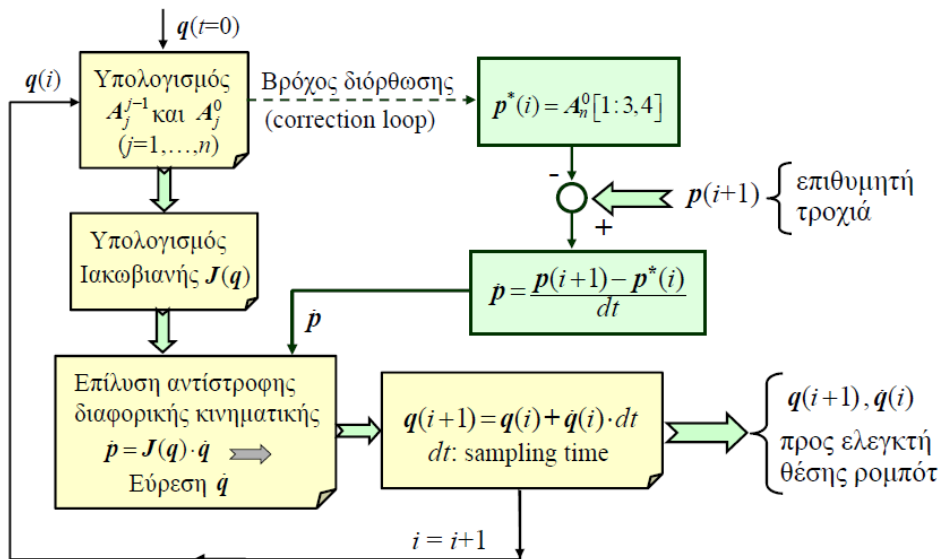 q(t=0)
q(i)
Υπολογισμός
A_j^{j-1} και A_j^0
(j=1,…,n)
Βρόχος διόρθωσης
(correction loop)
p*(i) = A_n^0[1:3,4]
-
+
p(i+1)
επιθυμητή
τροχιά
Υπολογισμός
Ιακωβιανής J(q)
ṗ = (p(i+1) − p*(i)) / dt
ṗ
Επίλυση αντίστροφης
διαφορικής κινηματικής
ṗ = J(q)·q̇
Εύρεση q̇
q(i+1) = q(i) + q̇(i)·dt
dt: sampling time
q(i+1), q̇(i)
προς ελεγκτή
θέσης ρομπότ
i = i+1